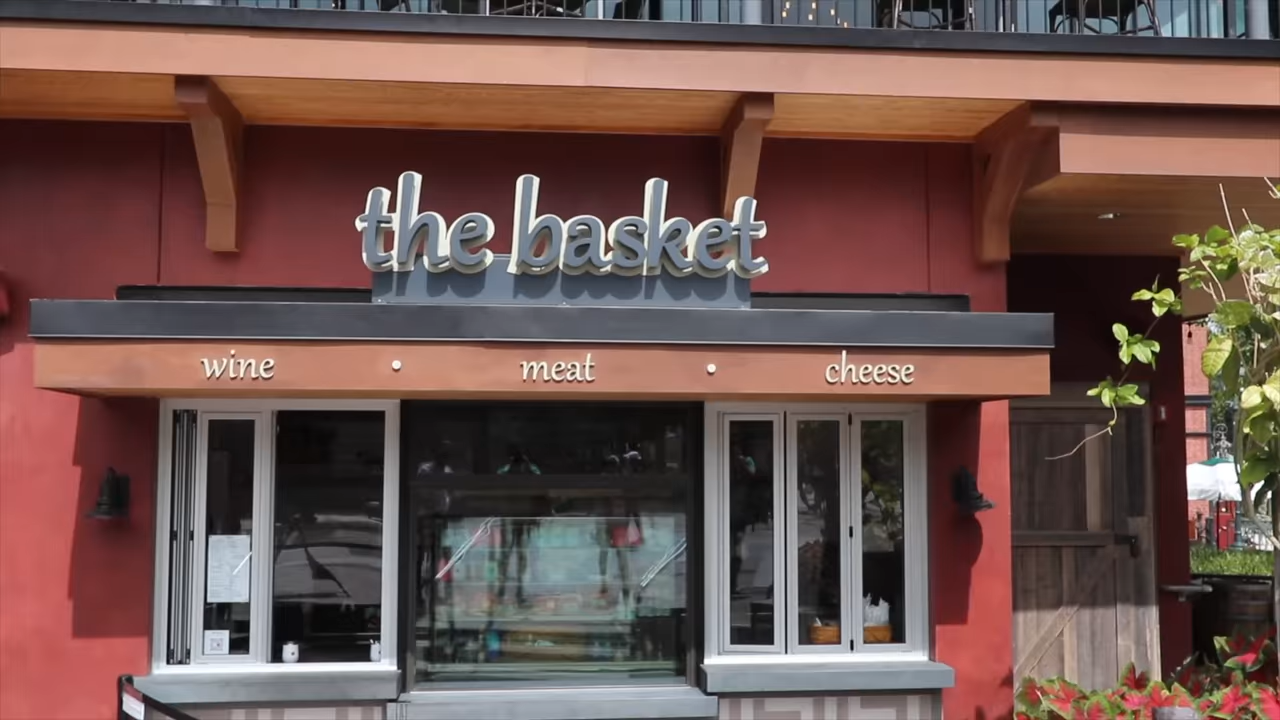 the basket
wine • meat • cheese